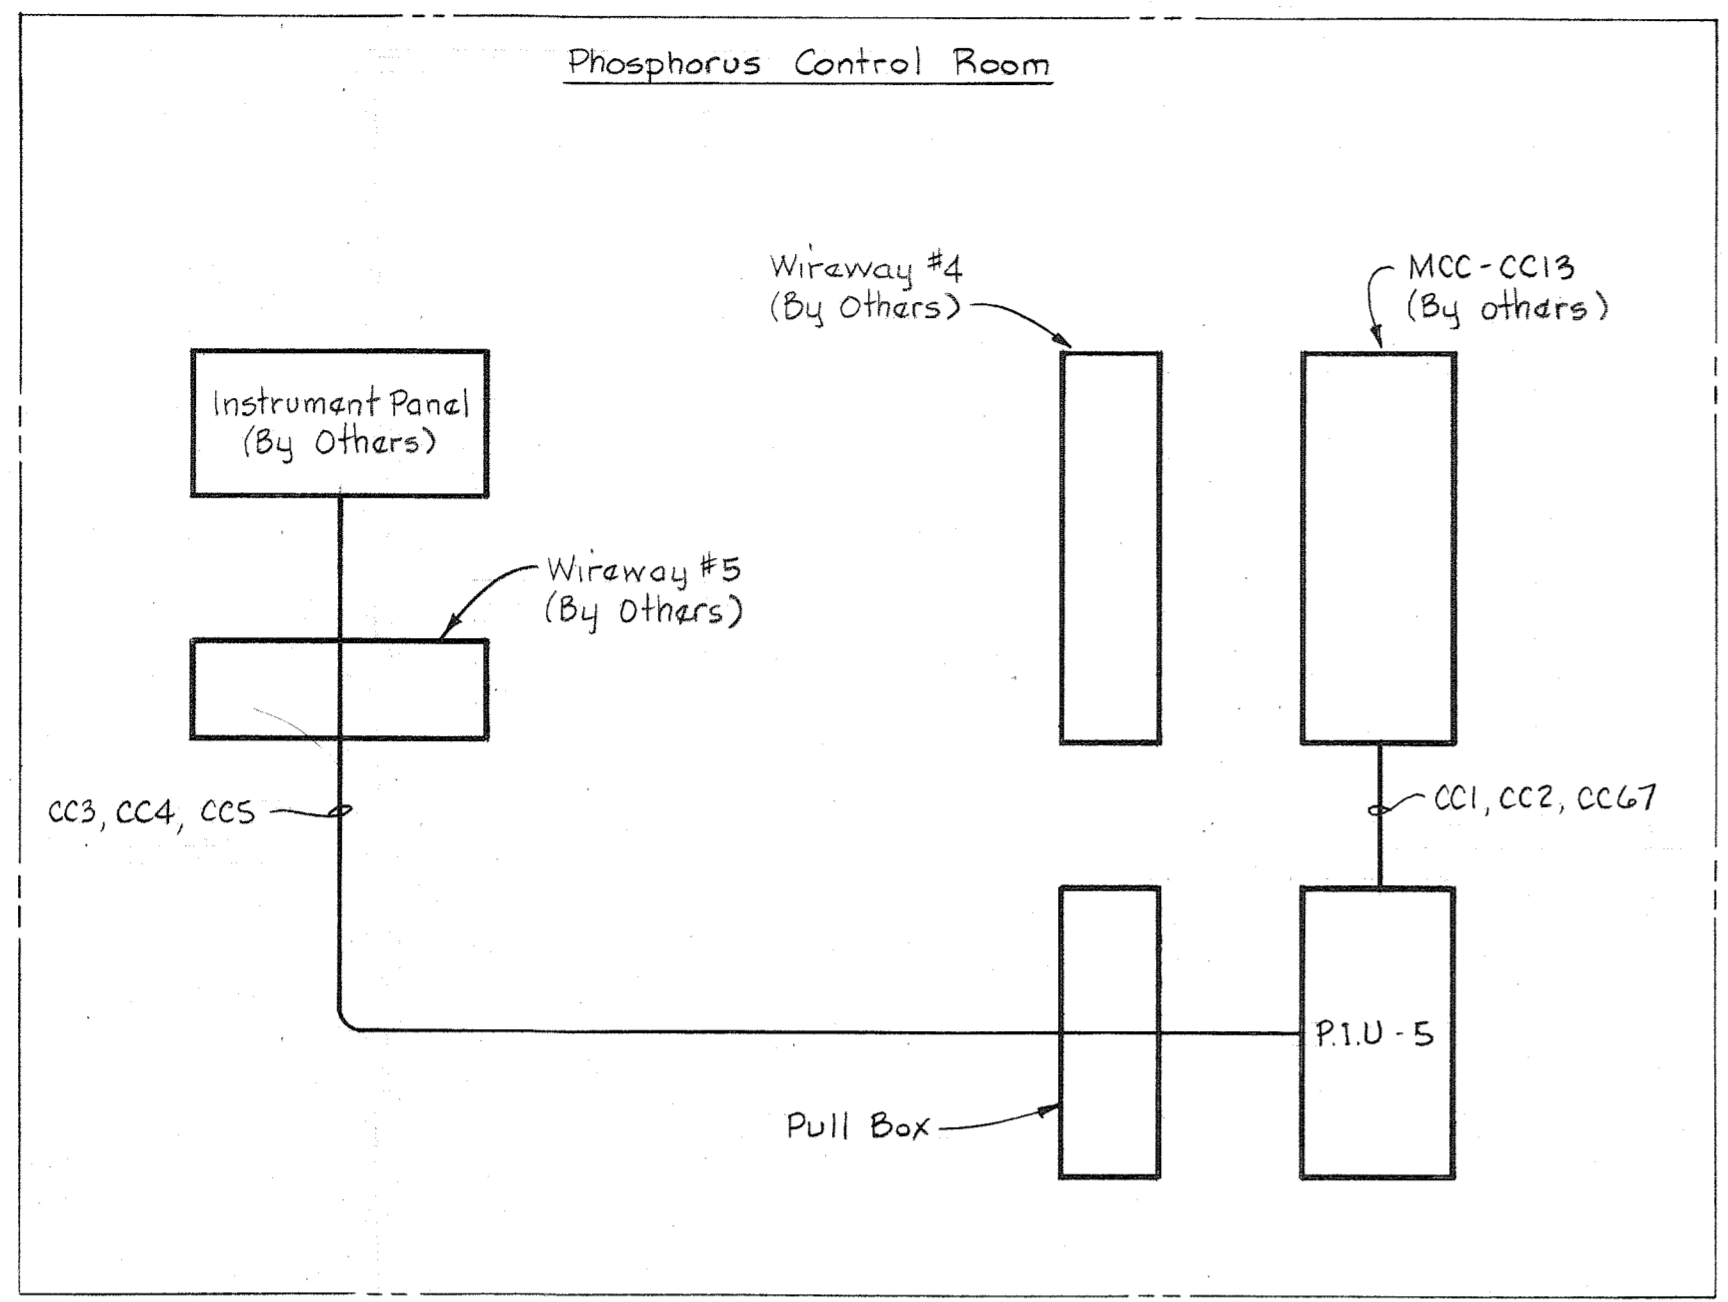 Phosphorus Control Room
Wireway #4
(By Others)
MCC-CC13
(By others)
Instrument Panel
(By Others)
Wireway #5
(By Others)
CC3, CC4, CC5
CC1, CC2, CC67
P.I.U - 5
Pull Box